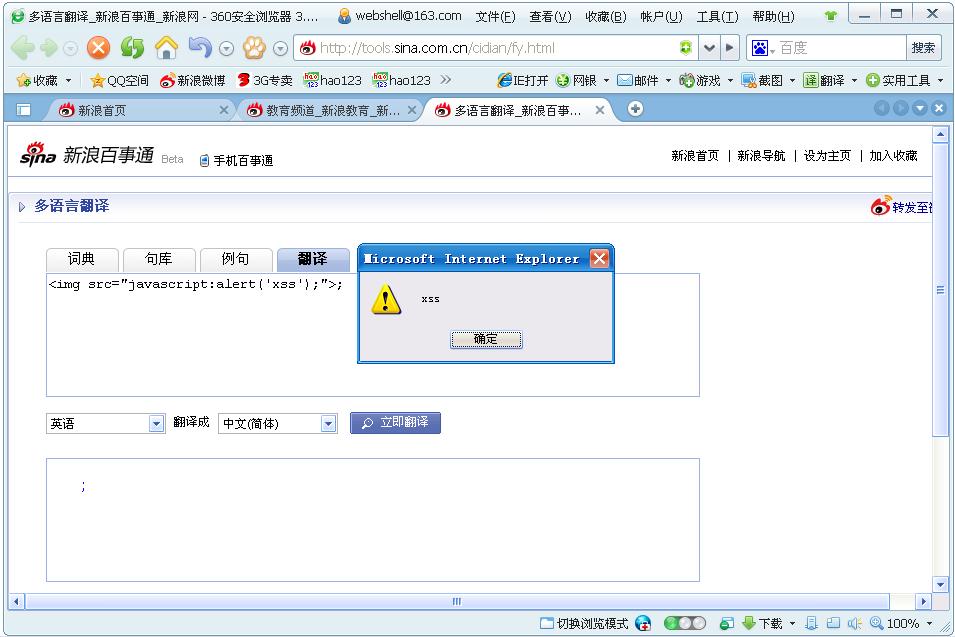 多语言翻译_新浪百事通_新浪网 - 360安全浏览器 3....
webshell@163.com 文件(F) 查看(V) 收藏(B) 帐户(U) 工具(T) 帮助(H)
http://tools.sina.com.cn/cidian/fy.html 百度 搜索
收藏 QQ空间 新浪微博 3G专卖 hao123 hao123 IE打开 网银 邮件 游戏 截图 翻译 实用工具
新浪首页 教育频道_新浪教育_新... 多语言翻译_新浪百事...
sina 新浪百事通 Beta 手机百事通 新浪首页 | 新浪导航 | 设为主页 | 加入收藏
多语言翻译 转发至
词典 句库 例句 翻译
Microsoft Internet Explorer
<img src="javascript:alert('xss');">;
xss
确定
英语 翻译成 中文(简体) 立即翻译
;
切换浏览模式 下载 100%